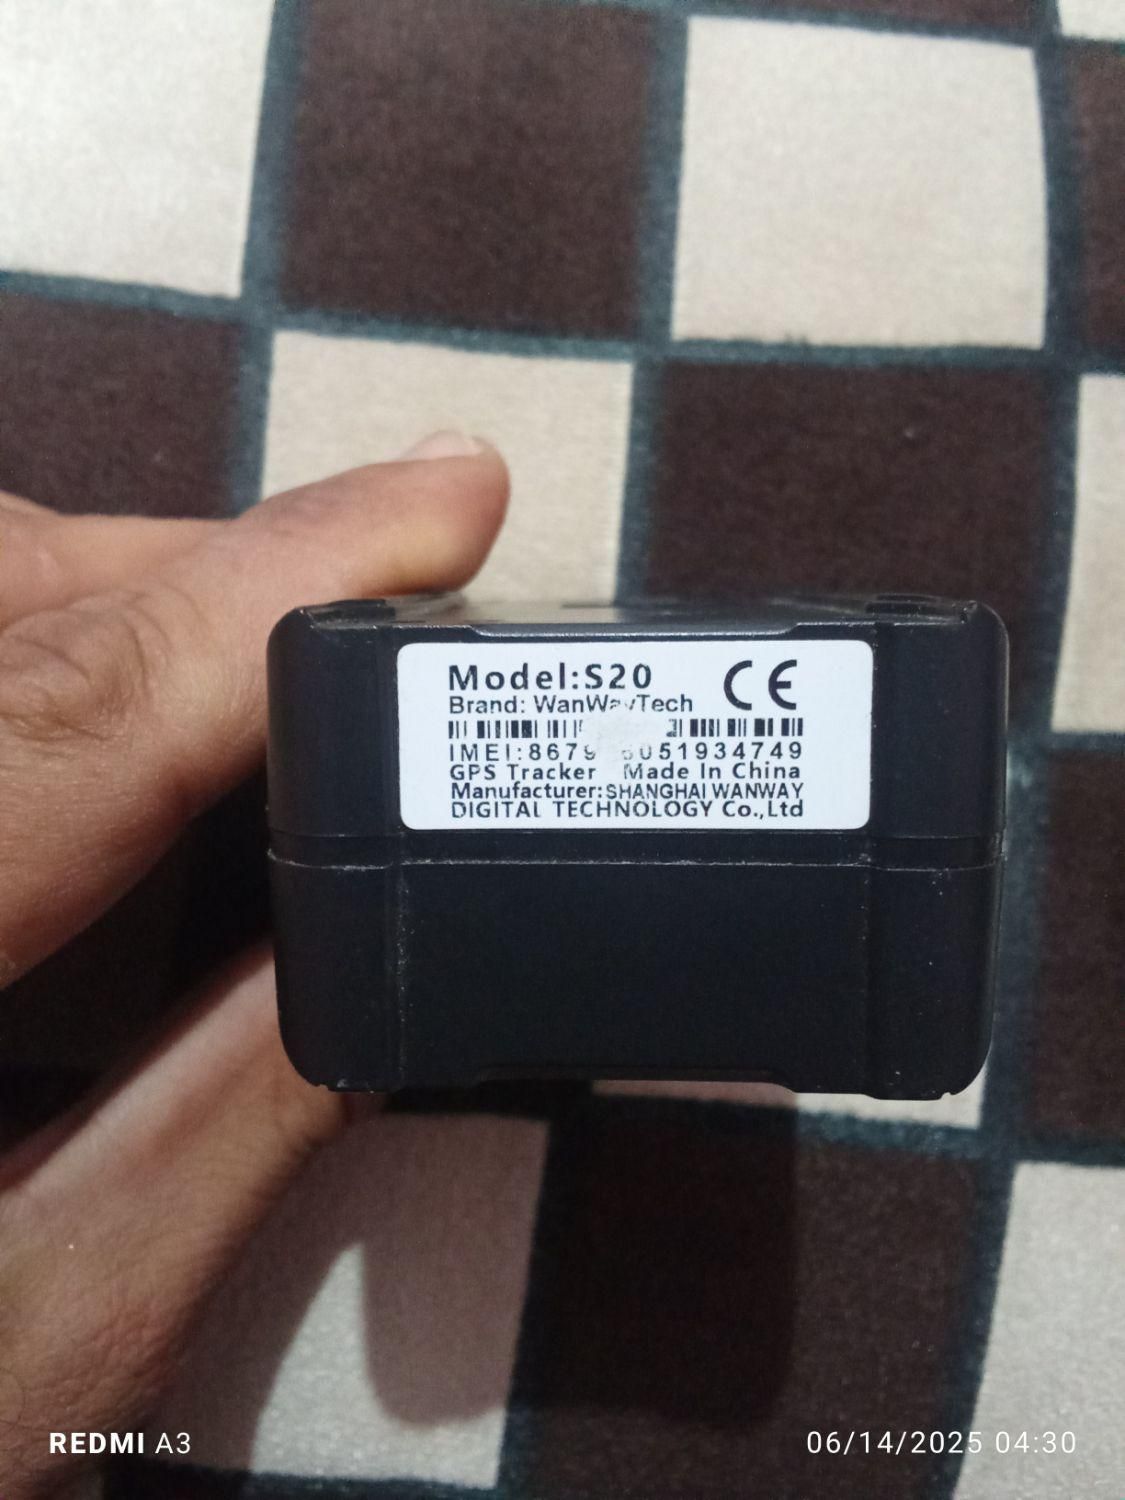 Model:S20 CE
Brand: WanWayTech
IMEI:
GPS Tracker Made In China
Manufacturer:SHANGHAI WANWAY
DIGITAL TECHNOLOGY Co.,Ltd
REDMI A3
06/14/2025 04:30